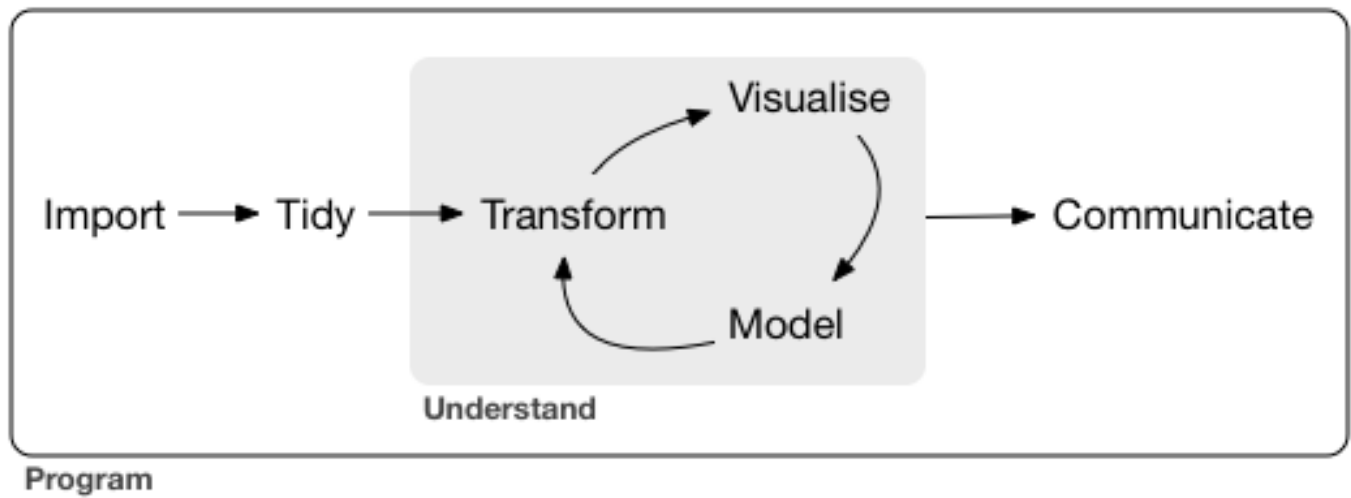 Visualise
Import
Tidy
Transform
Communicate
Model
Understand
Program